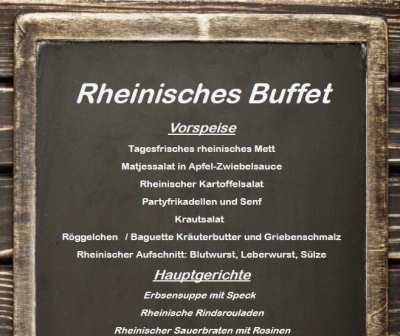 Rheinisches Buffet
Vorspeise
Tagesfrisches rheinisches Mett
Matjessalat in Apfel-Zwiebelsauce
Rheinischer Kartoffelsalat
Partyfrikadellen und Senf
Krautsalat
Röggelchen / Baguette Kräuterbutter und Griebenschmalz
Rheinischer Aufschnitt: Blutwurst, Leberwurst, Sülze
Hauptgerichte
Erbsensuppe mit Speck
Rheinische Rindsrouladen
Rheinischer Sauerbraten mit Rosinen